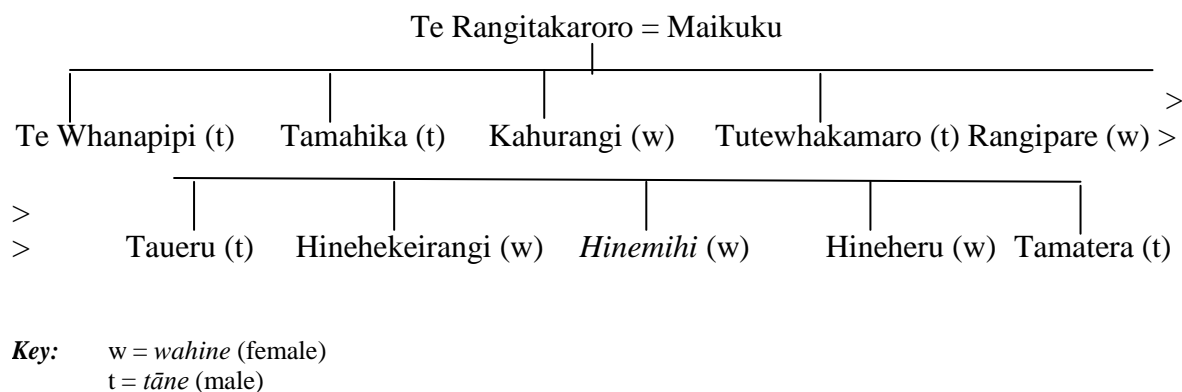 Te Rangitakaroro = Maikuku
>
Te Whanapipi (t) Tamahika (t) Kahurangi (w) Tutewhakamaro (t) Rangipare (w) >
>
> Taueru (t) Hinehekeirangi (w) Hinemihi (w) Hineheru (w) Tamatera (t)
Key: w = wahine (female)
t = tāne (male)